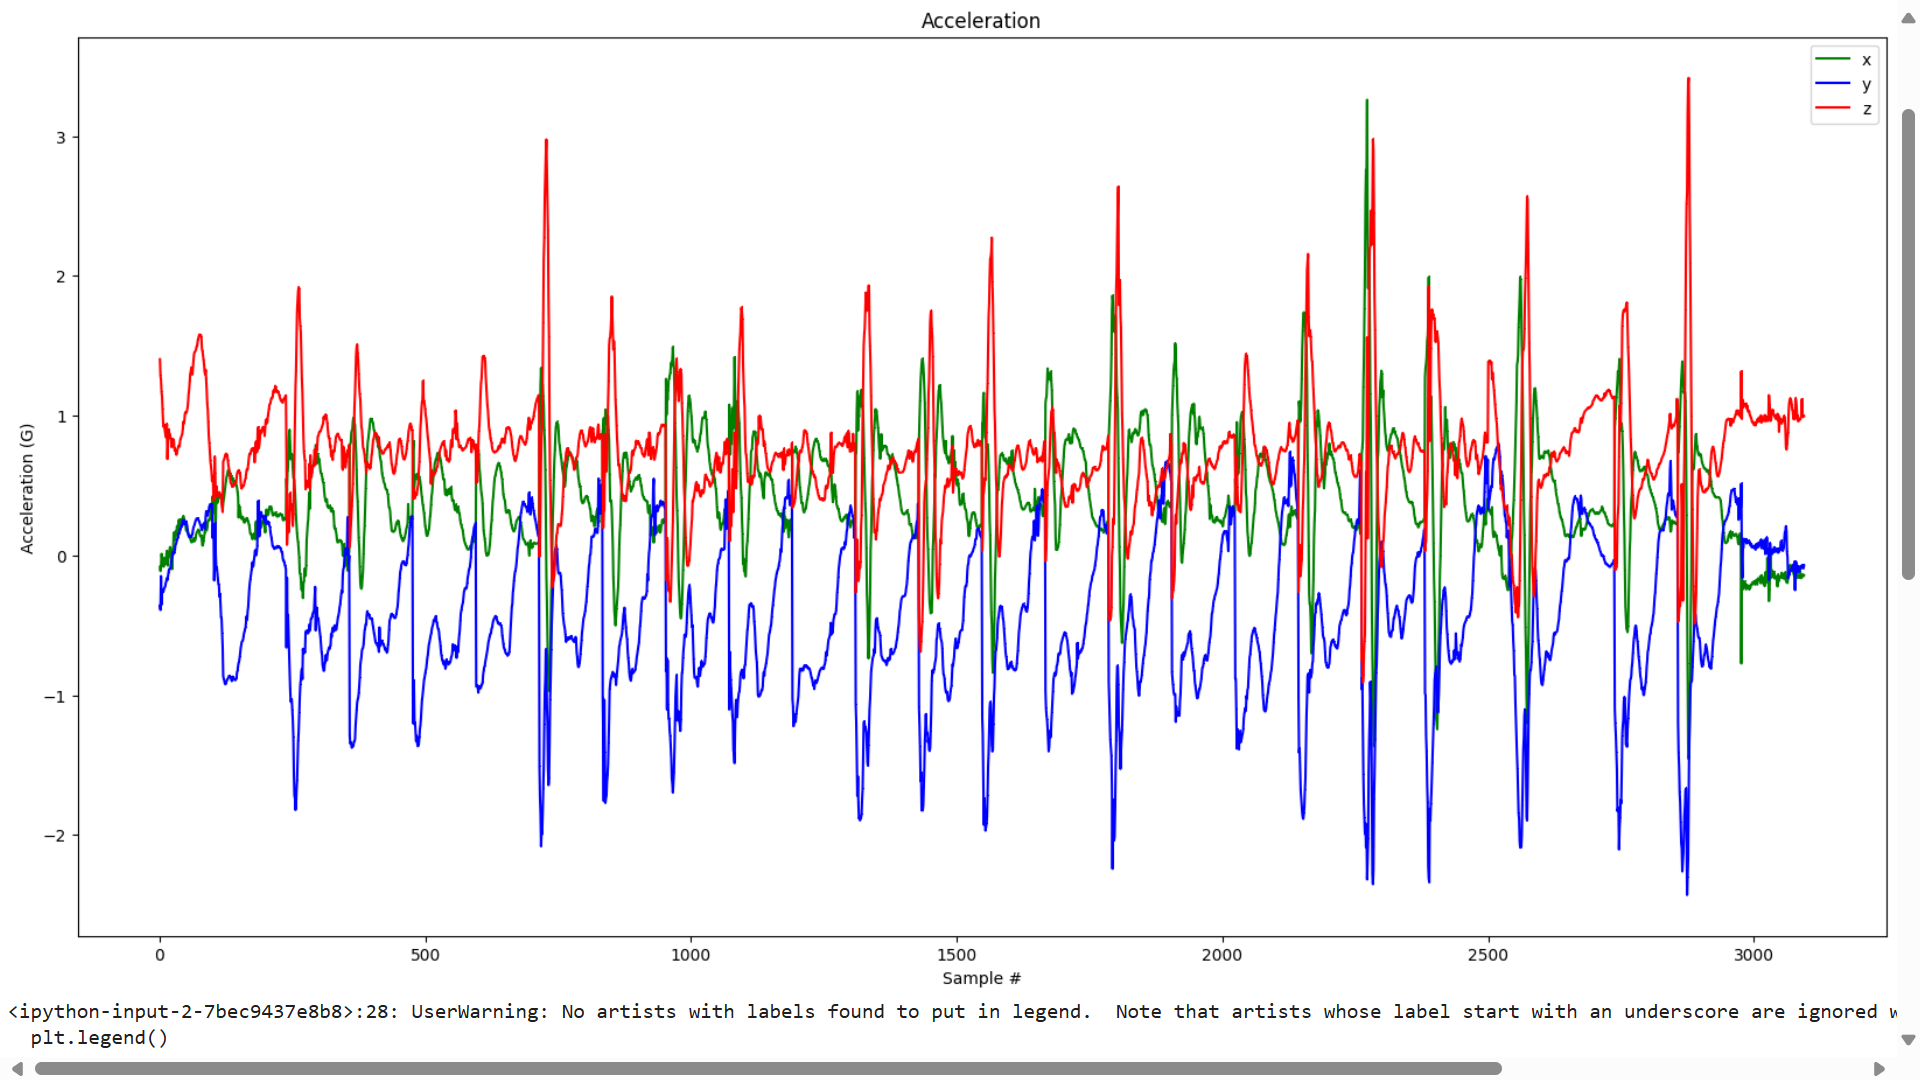 Acceleration
x
y
z
3
2
1
0
−1
−2
Acceleration (G)
0
500
1000
1500
2000
2500
3000
Sample #
<ipython-input-2-7bec9437e8b8>:28: UserWarning: No artists with labels found to put in legend.  Note that artists whose label start with an underscore are ignored w
  plt.legend()